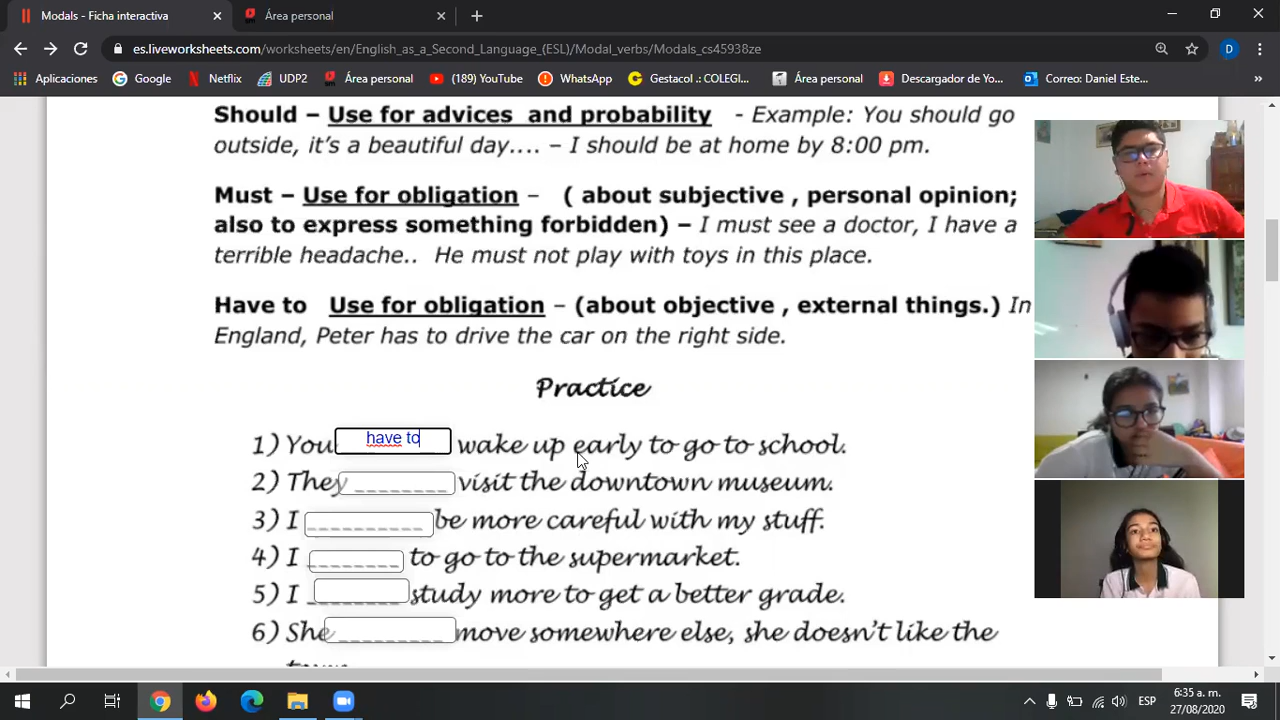 Modals - Ficha interactiva
Área personal
es.liveworksheets.com/worksheets/en/English_as_a_Second_Language_(ESL)/Modal_verbs/Modals_cs45938ze
D
Aplicaciones
Google
Netflix
UDP2
Área personal
(189) YouTube
WhatsApp
Gestacol .: COLEGI...
Área personal
Descargador de Yo...
Correo: Daniel Este...
»
Should – Use for advices and probability - Example: You should go
outside, it's a beautiful day.... – I should be at home by 8:00 pm.
Must – Use for obligation – ( about subjective , personal opinion;
also to express something forbidden) – I must see a doctor, I have a
terrible headache.. He must not play with toys in this place.
Have to Use for obligation – (about objective , external things.) In
England, Peter has to drive the car on the right side.
Practice
1) You have to wake up early to go to school.
2) They ________ visit the downtown museum.
3) I __________ be more careful with my stuff.
4) I ________ to go to the supermarket.
5) I ________ study more to get a better grade.
6) She _________ move somewhere else, she doesn't like the
ESP
6:35 a. m.
27/08/2020